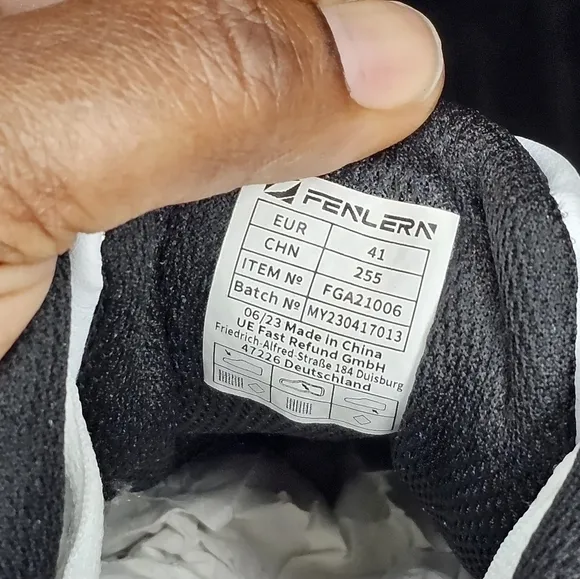 FENLERN
EUR 41
CHN 255
ITEM № FGA21006
Batch № MY230417013
06/23 Made in China
UE Fast Refund GmbH
Friedrich-Alfred-Straße 184 Duisburg
47226 Deutschland